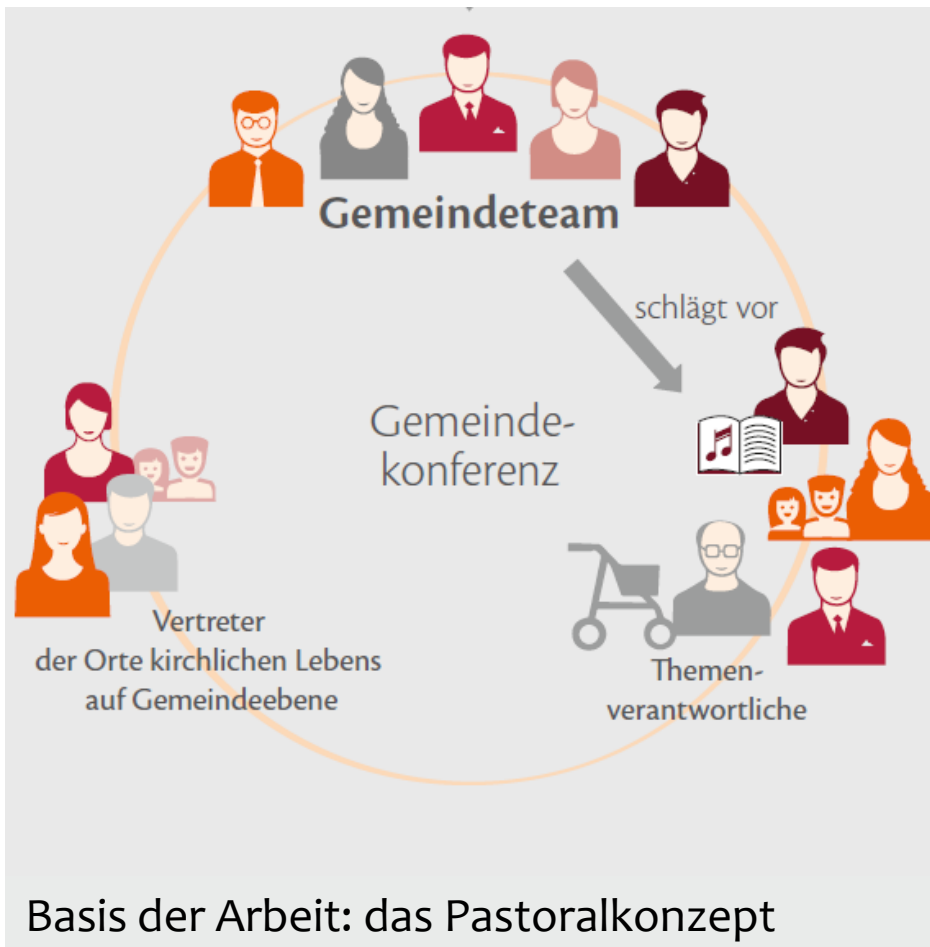 Gemeindeteam
schlägt vor
Gemeinde-
konferenz
Vertreter
der Orte kirchlichen Lebens
auf Gemeindeebene
Themen-
verantwortliche
Basis der Arbeit: das Pastoralkonzept